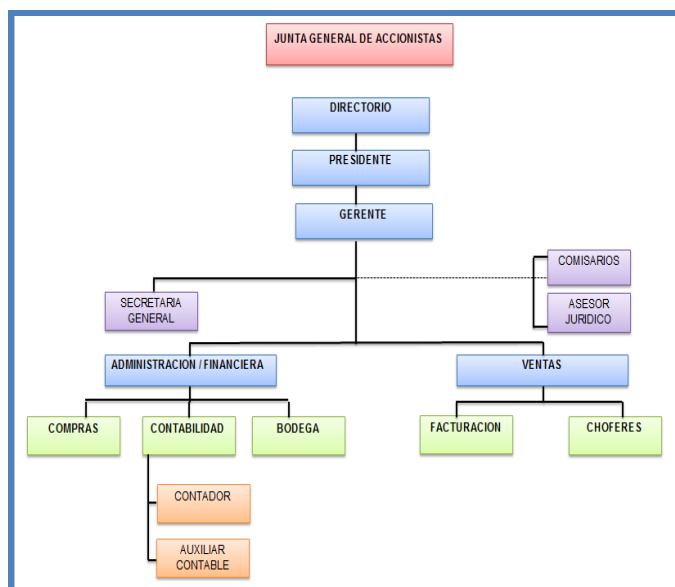 JUNTA GENERAL DE ACCIONISTAS
DIRECTORIO
PRESIDENTE
GERENTE
COMISARIOS
SECRETARIA
GENERAL
ASESOR
JURIDICO
ADMINISTRACION / FINANCIERA
VENTAS
COMPRAS
CONTABILIDAD
BODEGA
FACTURACION
CHOFERES
CONTADOR
AUXILIAR
CONTABLE